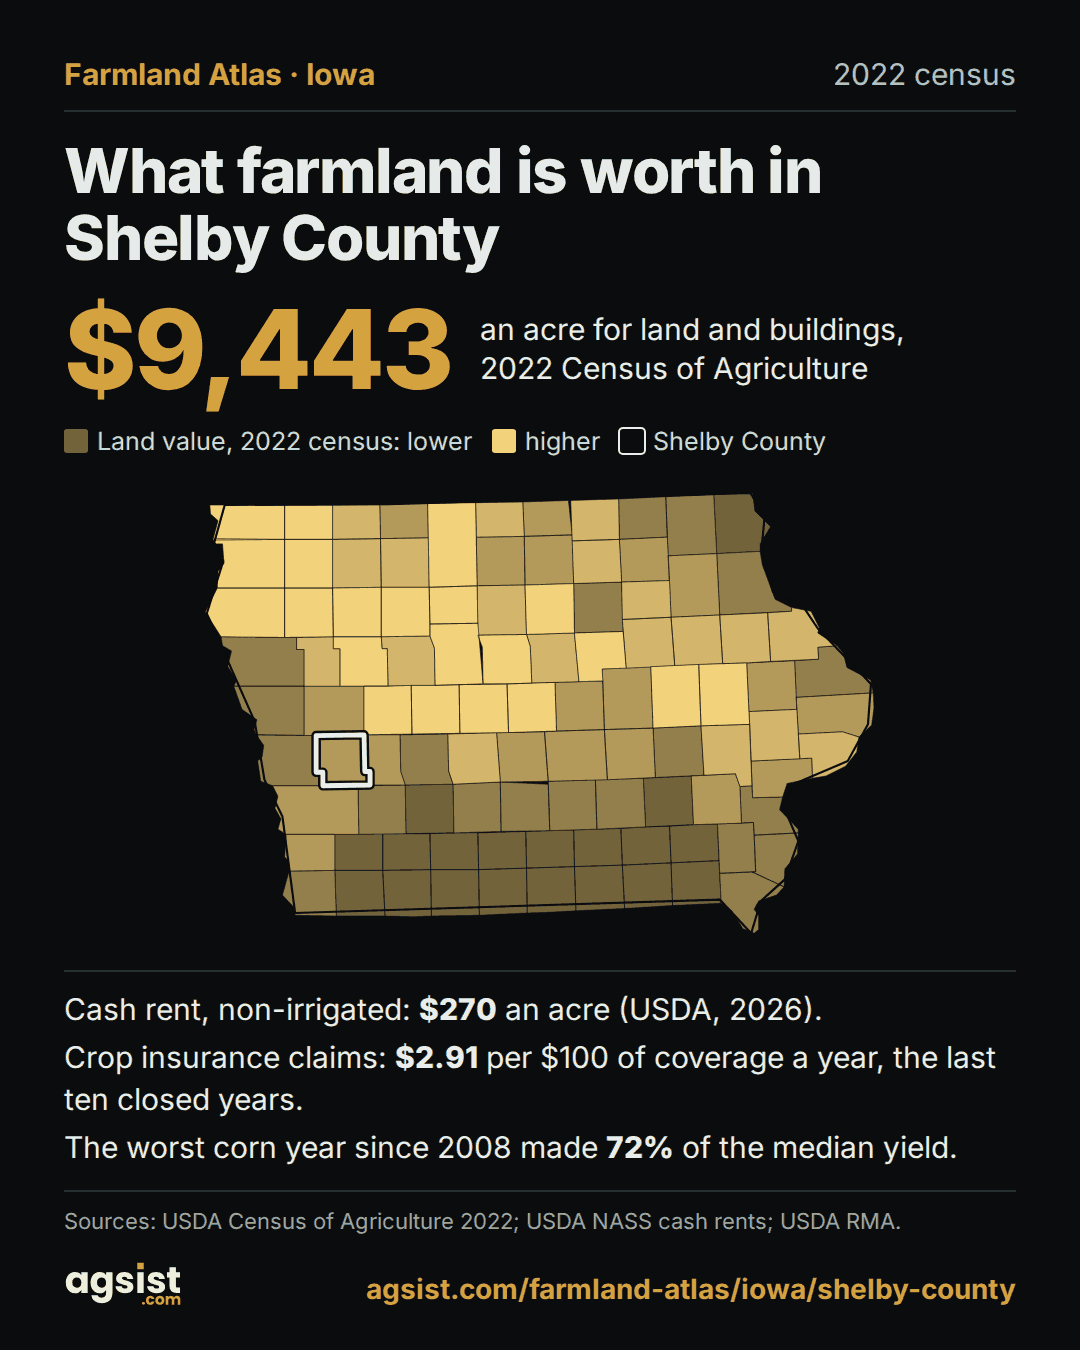 Farmland Atlas · Iowa
2022 census
What farmland is worth in
Shelby County
$9,443
an acre for land and buildings,
2022 Census of Agriculture
Land value, 2022 census: lower
higher
Shelby County
Cash rent, non-irrigated: $270 an acre (USDA, 2026).
Crop insurance claims: $2.91 per $100 of coverage a year, the last
ten closed years.
The worst corn year since 2008 made 72% of the median yield.
Sources: USDA Census of Agriculture 2022; USDA NASS cash rents; USDA RMA.
agsist
.com
agsist.com/farmland-atlas/iowa/shelby-county